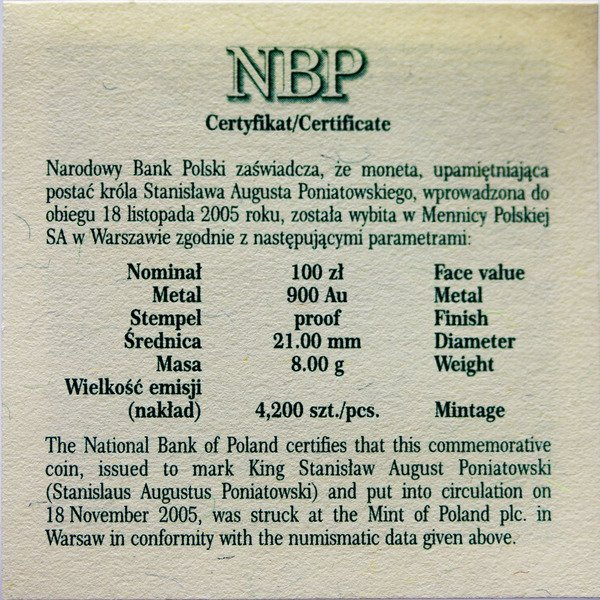 NBP
Certyfikat/Certificate
Narodowy Bank Polski zaświadcza, że moneta, upamiętniająca
postać króla Stanisława Augusta Poniatowskiego, wprowadzona do
obiegu 18 listopada 2005 roku, została wybita w Mennicy Polskiej
SA w Warszawie zgodnie z następującymi parametrami:
Nominał 100 zł Face value
Metal 900 Au Metal
Stempel proof Finish
Średnica 21.00 mm Diameter
Masa 8.00 g Weight
Wielkość emisji
(nakład) 4,200 szt./pcs. Mintage
The National Bank of Poland certifies that this commemorative
coin, issued to mark King Stanisław August Poniatowski
(Stanislaus Augustus Poniatowski) and put into circulation on
18 November 2005, was struck at the Mint of Poland plc. in
Warsaw in conformity with the numismatic data given above.